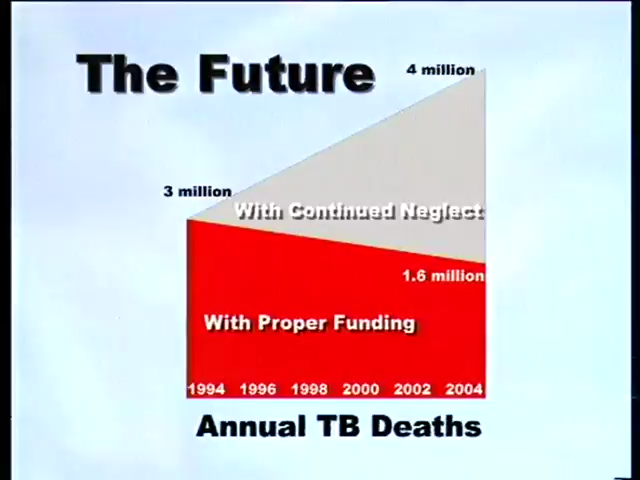 The Future
4 million
3 million
With Continued Neglect
1.6 million
With Proper Funding
1994 1996 1998 2000 2002 2004
Annual TB Deaths